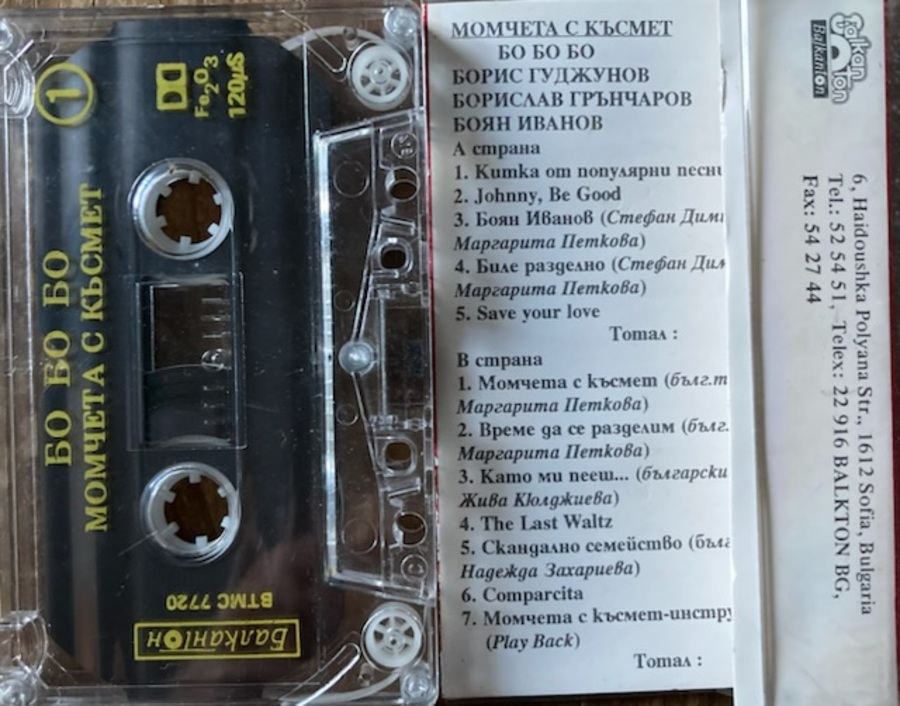 1
Fe2O3
120µS
БО БО БО
МОМЧЕТА С КЪСМЕТ
ВТМС 7720
Балкантон
МОМЧЕТА С КЪСМЕТ
БО БО БО
БОРИС ГУДЖУНОВ
БОРИСЛАВ ГРЪНЧАРОВ
БОЯН ИВАНОВ
А страна
1. Китка от популярни песни
2. Johnny, Be Good
3. Боян Иванов (Стефан Дими
Маргарита Петкова)
4. Биле разделно (Стефан Дим
Маргарита Петкова)
5. Save your love
Тотал :
В страна
1. Момчета с късмет (бълг.т
Маргарита Петкова)
2. Време да се разделим (бълг.
Маргарита Петкова)
3. Като ми пееш... (български
Жива Кюлджиева)
4. The Last Waltz
5. Скандално семейство (бълг
Надежда Захариева)
6. Comparcita
7. Момчета с късмет-инстру
(Play Back)
Тотал :
Balkanton
Balkanton
6, Haidoushka Polyana Str., 1612 Sofia, Bulgaria
Tel.: 52 54 51, Telex: 22 916 BALKTON BG,
Fax: 54 27 44